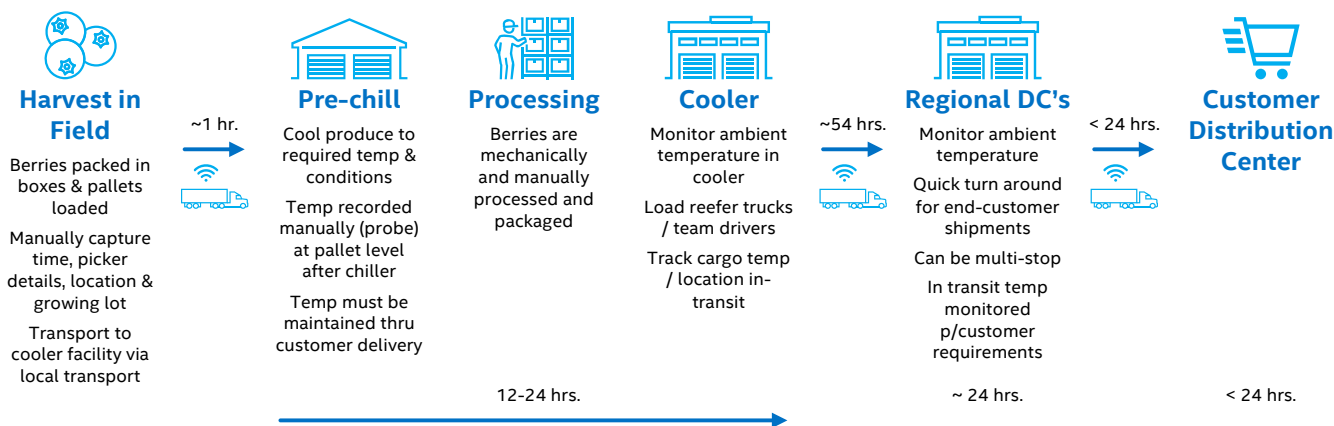 Harvest in
Field
Berries packed in
boxes & pallets
loaded
Manually capture
time, picker
details, location &
growing lot
Transport to
cooler facility via
local transport
~1 hr.
Pre-chill
Cool produce to
required temp &
conditions
Temp recorded
manually (probe)
at pallet level
after chiller
Temp must be
maintained thru
customer delivery
Processing
Berries are
mechanically
and manually
processed and
packaged
Cooler
Monitor ambient
temperature in
cooler
Load reefer trucks
/ team drivers
Track cargo temp
/ location in-
transit
~54 hrs.
Regional DC's
Monitor ambient
temperature
Quick turn around
for end-customer
shipments
Can be multi-stop
In transit temp
monitored
p/customer
requirements
< 24 hrs.
Customer
Distribution
Center
12-24 hrs.
~ 24 hrs.
< 24 hrs.